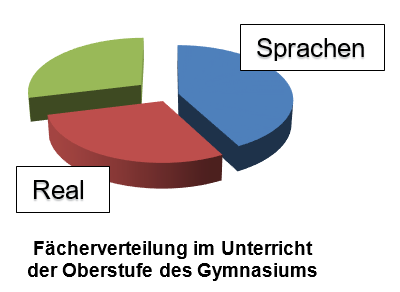 Sprachen
Real
Fächerverteilung im Unterricht
der Oberstufe des Gymnasiums